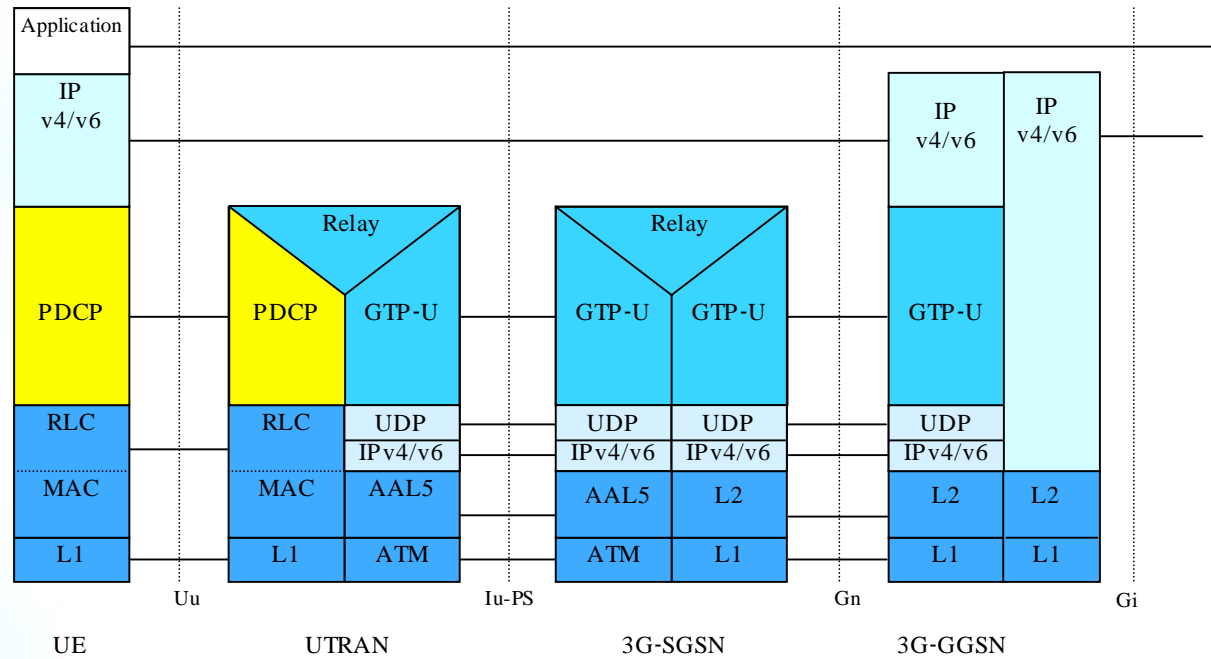 Application
IP
v4/v6
PDCP
RLC
MAC
L1
Relay
PDCP
GTP-U
RLC
UDP
IPv4/v6
MAC
AAL5
L1
ATM
Relay
GTP-U
GTP-U
UDP
UDP
IPv4/v6
IPv4/v6
AAL5
L2
ATM
L1
IP
v4/v6
IP
v4/v6
GTP-U
UDP
IPv4/v6
L2
L2
L1
L1
Uu
Iu-PS
Gn
Gi
UE
UTRAN
3G-SGSN
3G-GGSN